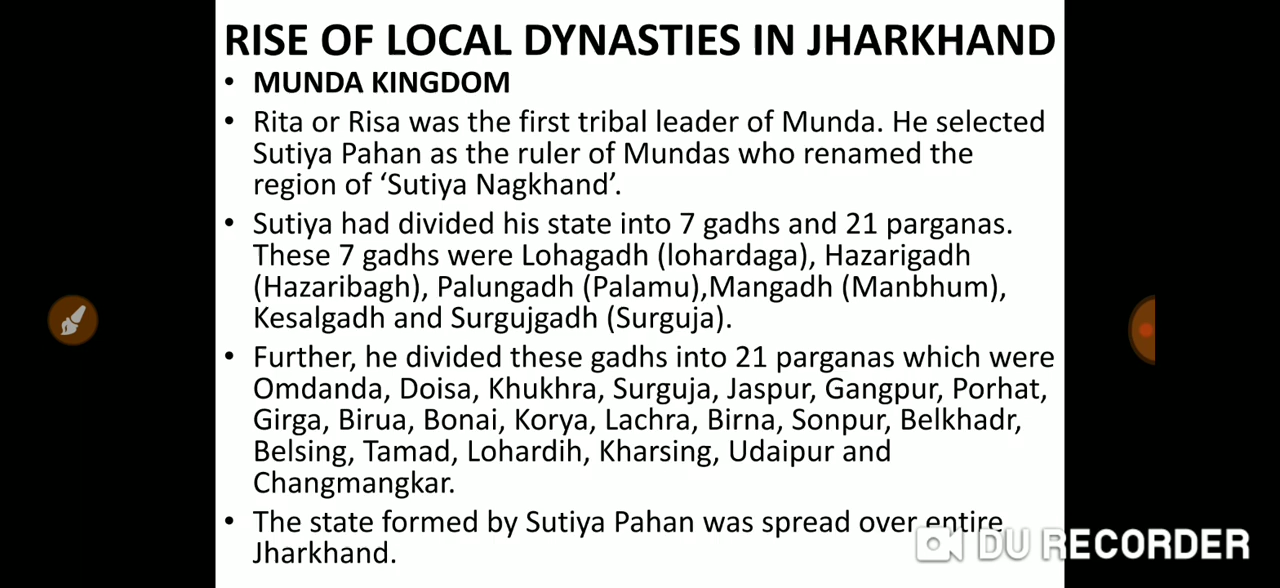 RISE OF LOCAL DYNASTIES IN JHARKHAND
• MUNDA KINGDOM
• Rita or Risa was the first tribal leader of Munda. He selected
Sutiya Pahan as the ruler of Mundas who renamed the
region of ‘Sutiya Nagkhand’.
• Sutiya had divided his state into 7 gadhs and 21 parganas.
These 7 gadhs were Lohagadh (lohardaga), Hazarigadh
(Hazaribagh), Palungadh (Palamu),Mangadh (Manbhum),
Kesalgadh and Surgujgadh (Surguja).
• Further, he divided these gadhs into 21 parganas which were
Omdanda, Doisa, Khukhra, Surguja, Jaspur, Gangpur, Porhat,
Girga, Birua, Bonai, Korya, Lachra, Birna, Sonpur, Belkhadr,
Belsing, Tamad, Lohardih, Kharsing, Udaipur and
Changmangkar.
• The state formed by Sutiya Pahan was spread over entire
Jharkhand.
DU RECORDER